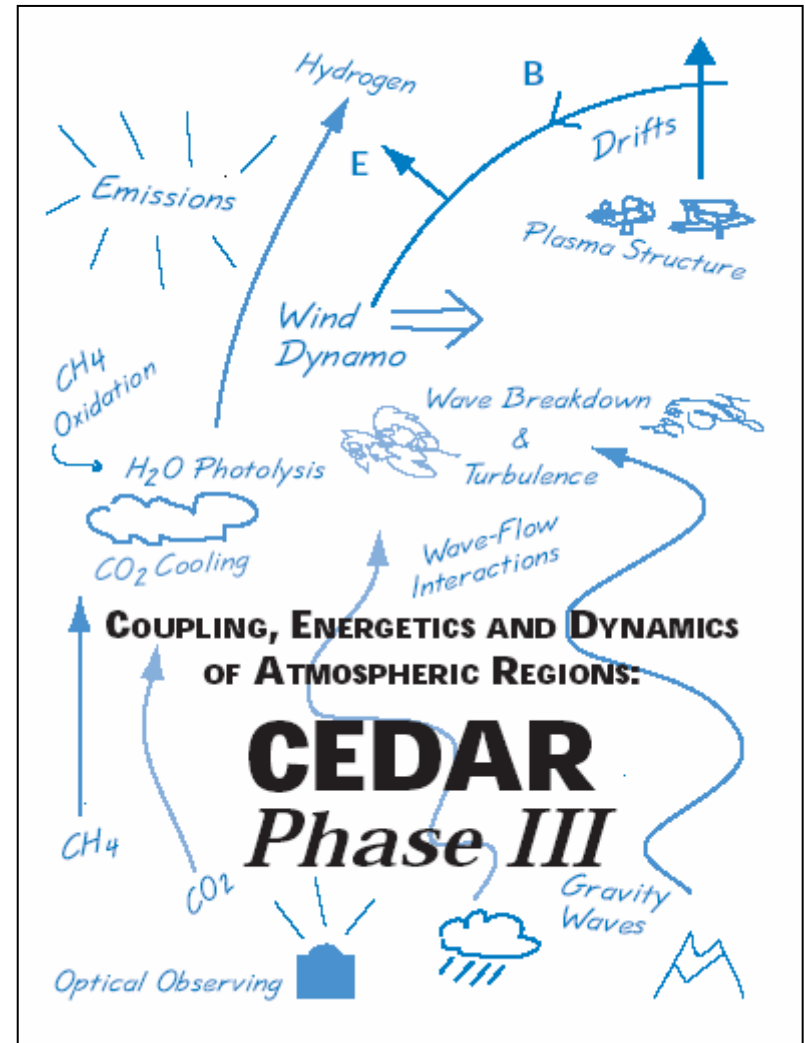 Hydrogen
B
Drifts
E
Emissions
Plasma Structure
Wind
Dynamo
CH4
Oxidation
Wave Breakdown
&
Turbulence
H2O Photolysis
CO2 Cooling
Wave-Flow
Interactions
COUPLING, ENERGETICS AND DYNAMICS
OF ATMOSPHERIC REGIONS:
CEDAR
Phase III
CH4
CO2
Gravity
Waves
Optical Observing